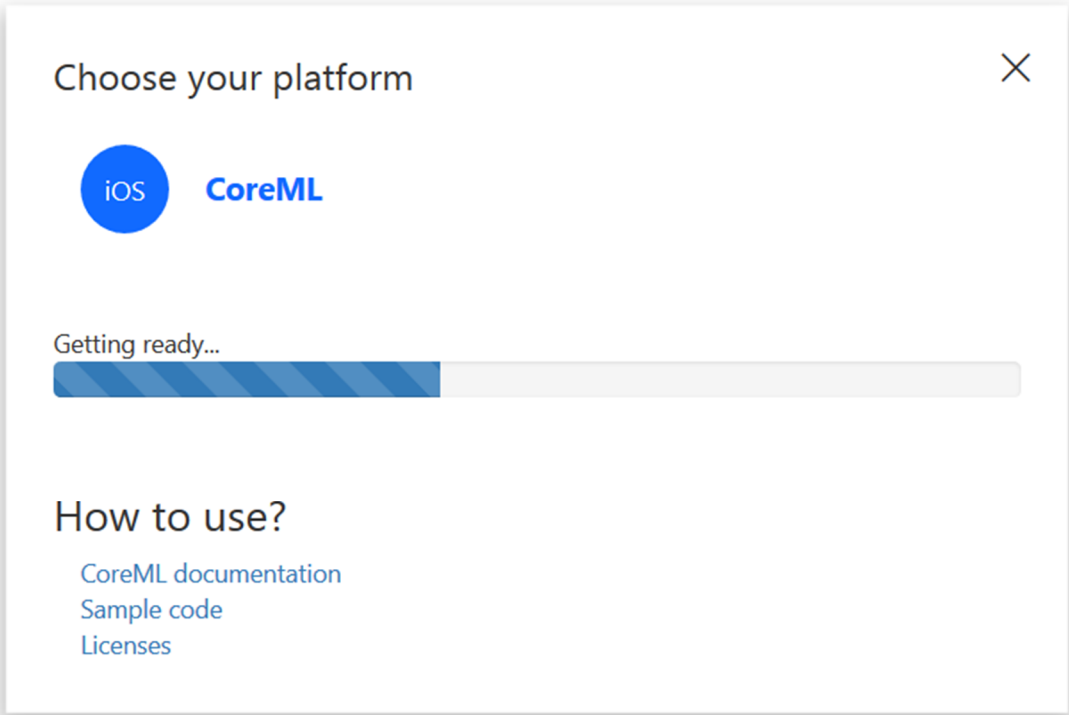 Choose your platform
iOS
CoreML
Getting ready...
How to use?
CoreML documentation
Sample code
Licenses